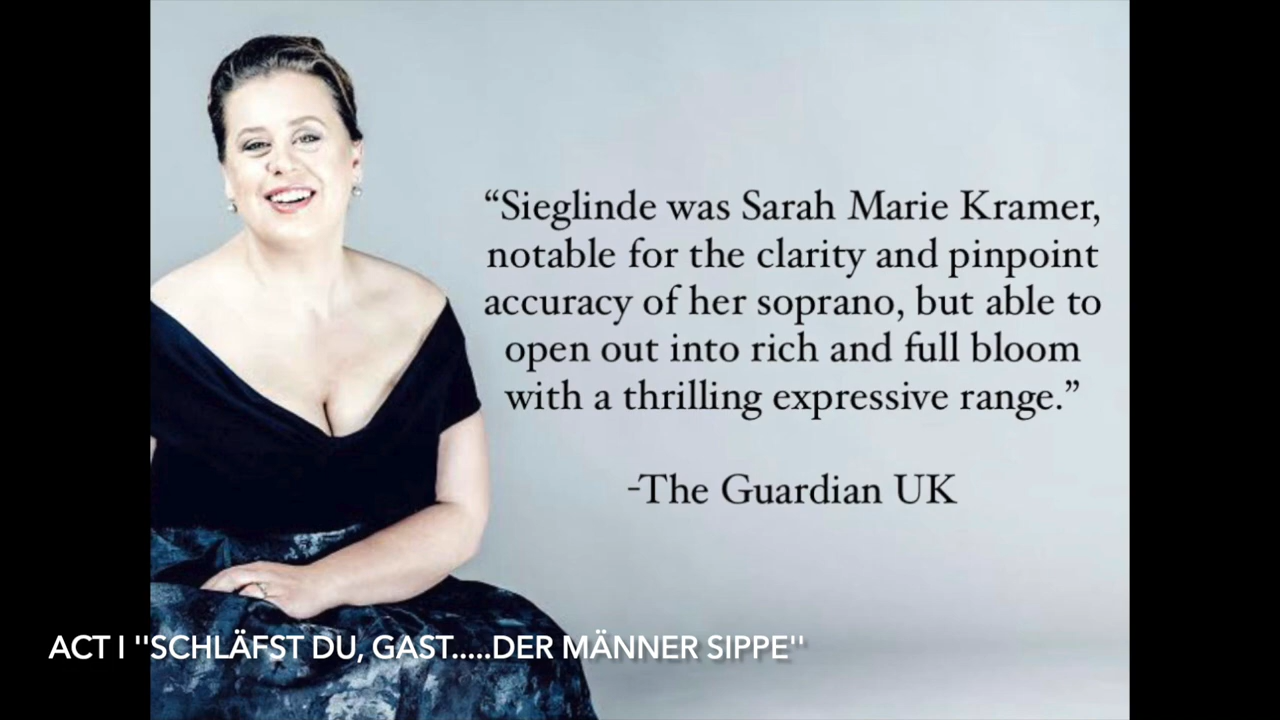 “Sieglinde was Sarah Marie Kramer,
notable for the clarity and pinpoint
accuracy of her soprano, but able to
open out into rich and full bloom
with a thrilling expressive range.”
-The Guardian UK
ACT I ''SCHLÄFST DU, GAST.....DER MÄNNER SIPPE''